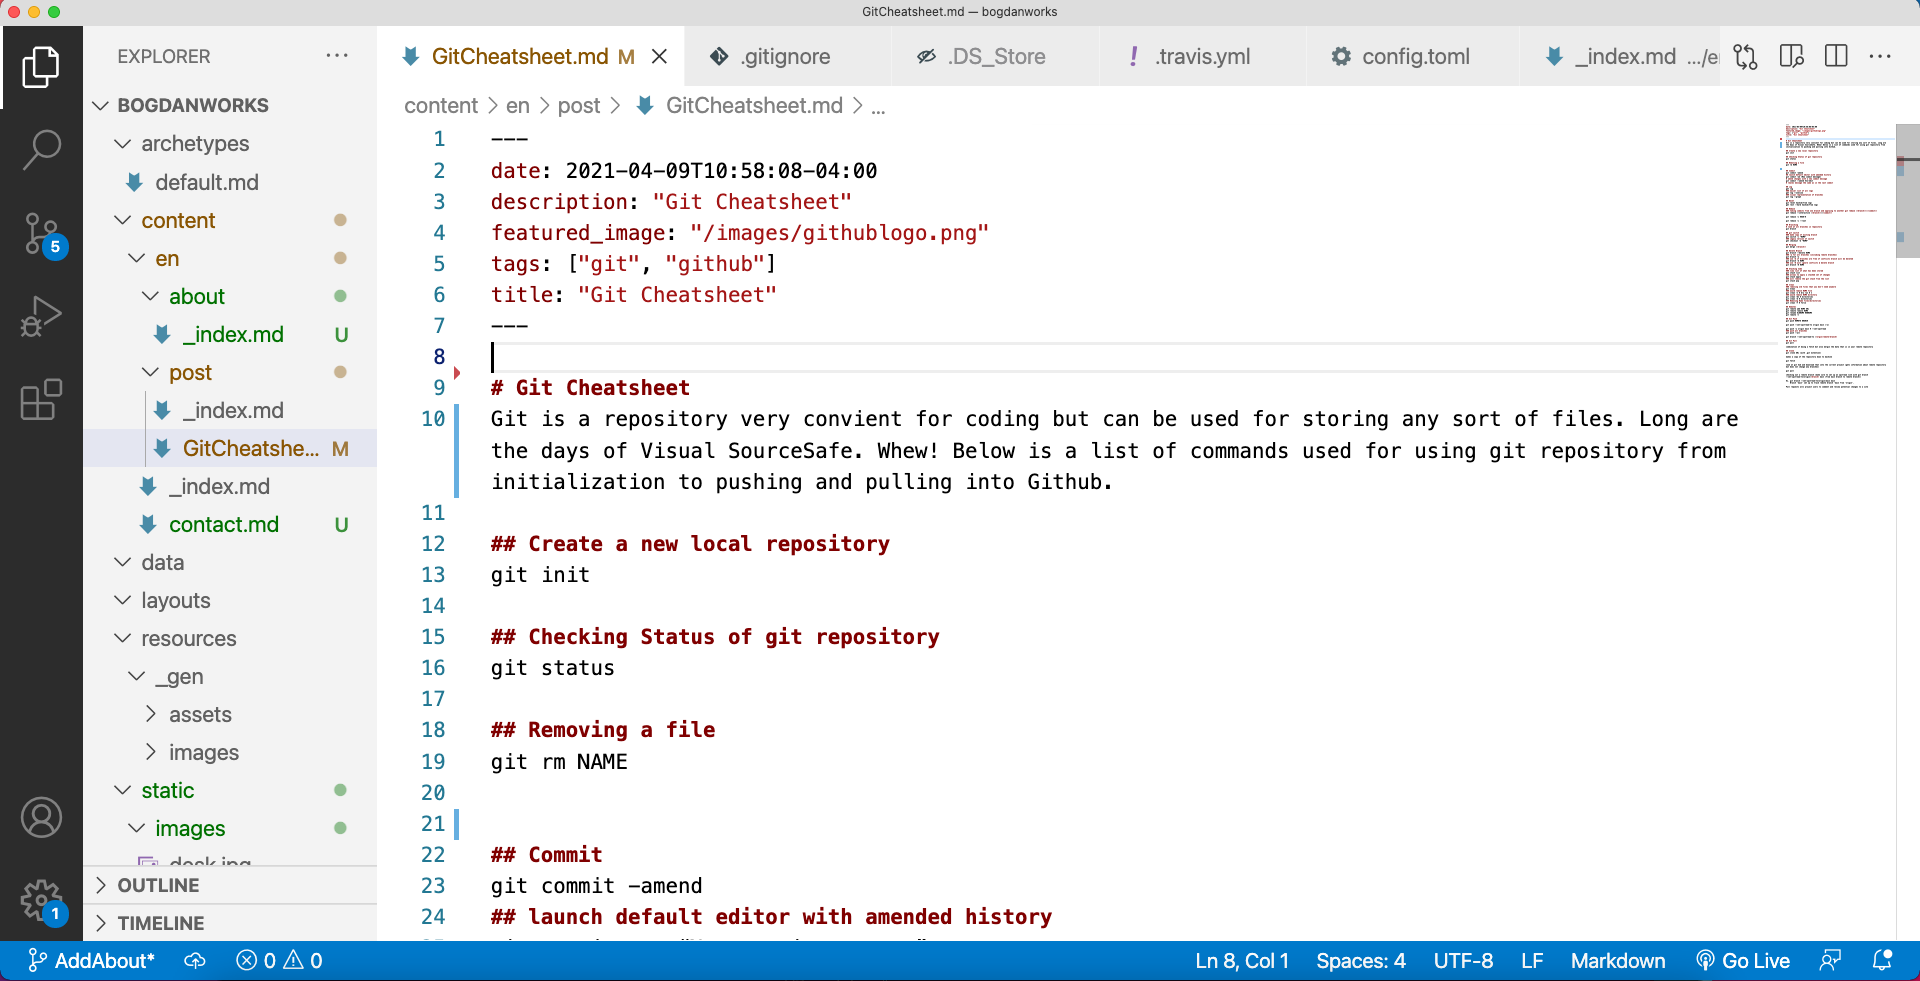 GitCheatsheet.md — bogdanworks
EXPLORER
BOGDANWORKS
archetypes
default.md
content
en
about
_index.md U
post
_index.md
GitCheatshe... M
_index.md
contact.md U
data
layouts
resources
_gen
assets
images
static
images
desk.jpg
OUTLINE
TIMELINE
5
1
GitCheatsheet.md M
.gitignore
.DS_Store
! .travis.yml
config.toml
_index.md .../e
content > en > post > GitCheatsheet.md > ...
1 ---
2 date: 2021-04-09T10:58:08-04:00
3 description: "Git Cheatsheet"
4 featured_image: "/images/githublogo.png"
5 tags: ["git", "github"]
6 title: "Git Cheatsheet"
7 ---
8
9 # Git Cheatsheet
10 Git is a repository very convient for coding but can be used for storing any sort of files. Long are
the days of Visual SourceSafe. Whew! Below is a list of commands used for using git repository from
initialization to pushing and pulling into Github.
11
12 ## Create a new local repository
13 git init
14
15 ## Checking Status of git repository
16 git status
17
18 ## Removing a file
19 git rm NAME
20
21
22 ## Commit
23 git commit -amend
24 ## launch default editor with amended history
AddAbout* 0 0
Ln 8, Col 1 Spaces: 4 UTF-8 LF Markdown Go Live